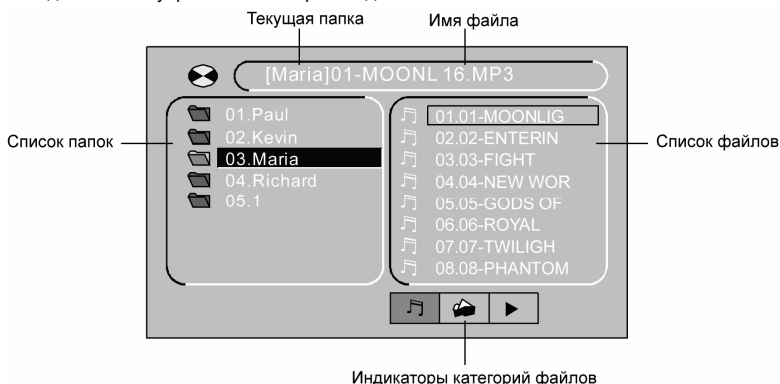 Текущая папка
Имя файла
[Maria]01-MOONL 16.MP3
Список папок
01.Paul
02.Kevin
03.Maria
04.Richard
05.1
01.01-MOONLIG
02.02-ENTERIN
03.03-FIGHT
04.04-NEW WOR
05.05-GODS OF
06.06-ROYAL
07.07-TWILIGH
08.08-PHANTOM
Список файлов
Индикаторы категорий файлов